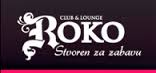 CLUB & LOUNGE
ROKO
Stvoren za zabavu